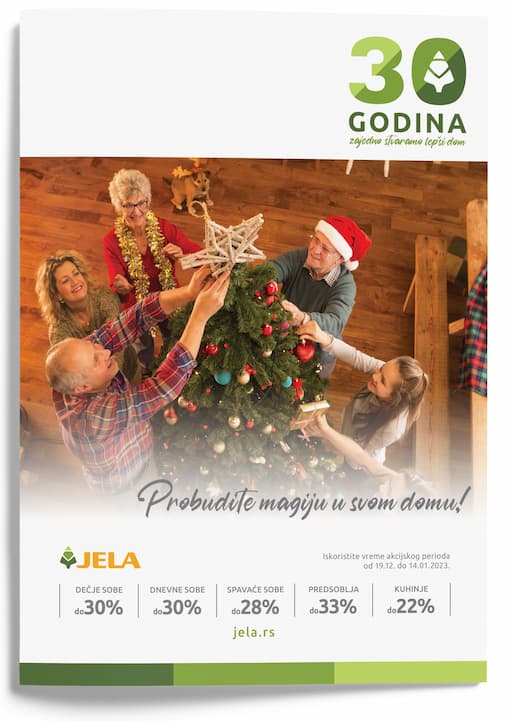 30
GODINA
zajedno stvaramo lepši dom
Probudite magiju u svom domu!
JELA
Iskoristite vreme akcijskog perioda
od 19.12. do 14.01.2023.
DEČJE SOBE
do30%
DNEVNE SOBE
do30%
SPAVAĆE SOBE
do28%
PREDSOBLJA
do33%
KUHINJE
do22%
jela.rs